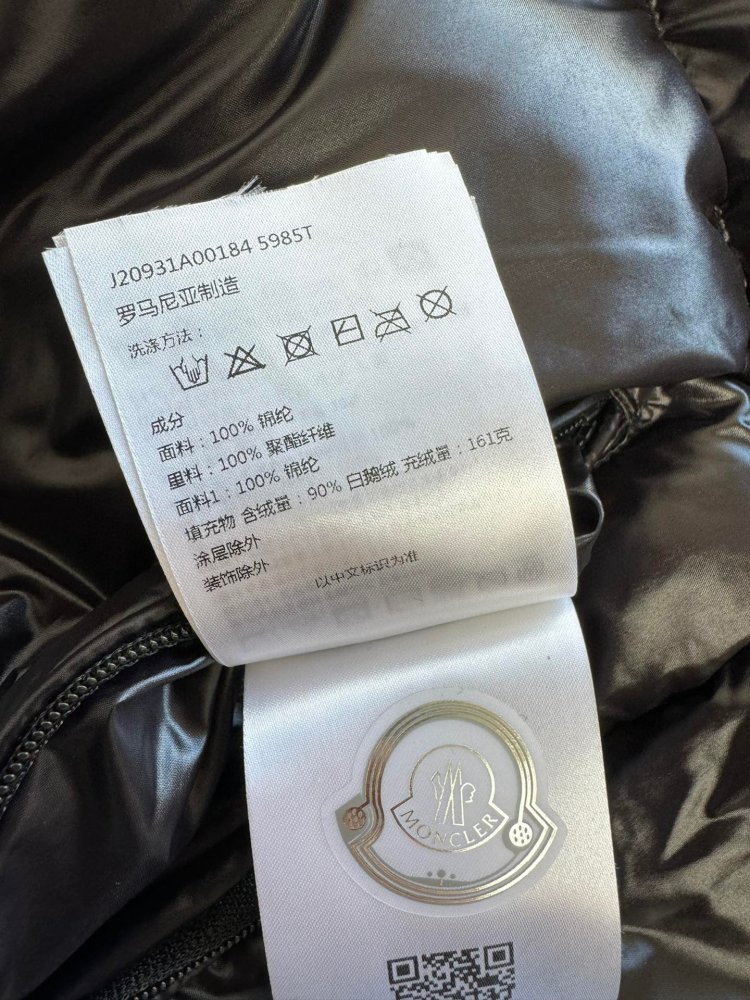 J20931A00184 5985T
罗马尼亚制造
洗涤方法：
成分
面料：100% 锦纶
里料：100% 聚酯纤维
面料1：100% 锦纶
填充物 含绒量：90% 白鹅绒 充绒量：161克
涂层除外
装饰除外
以中文标识为准
MONCLER